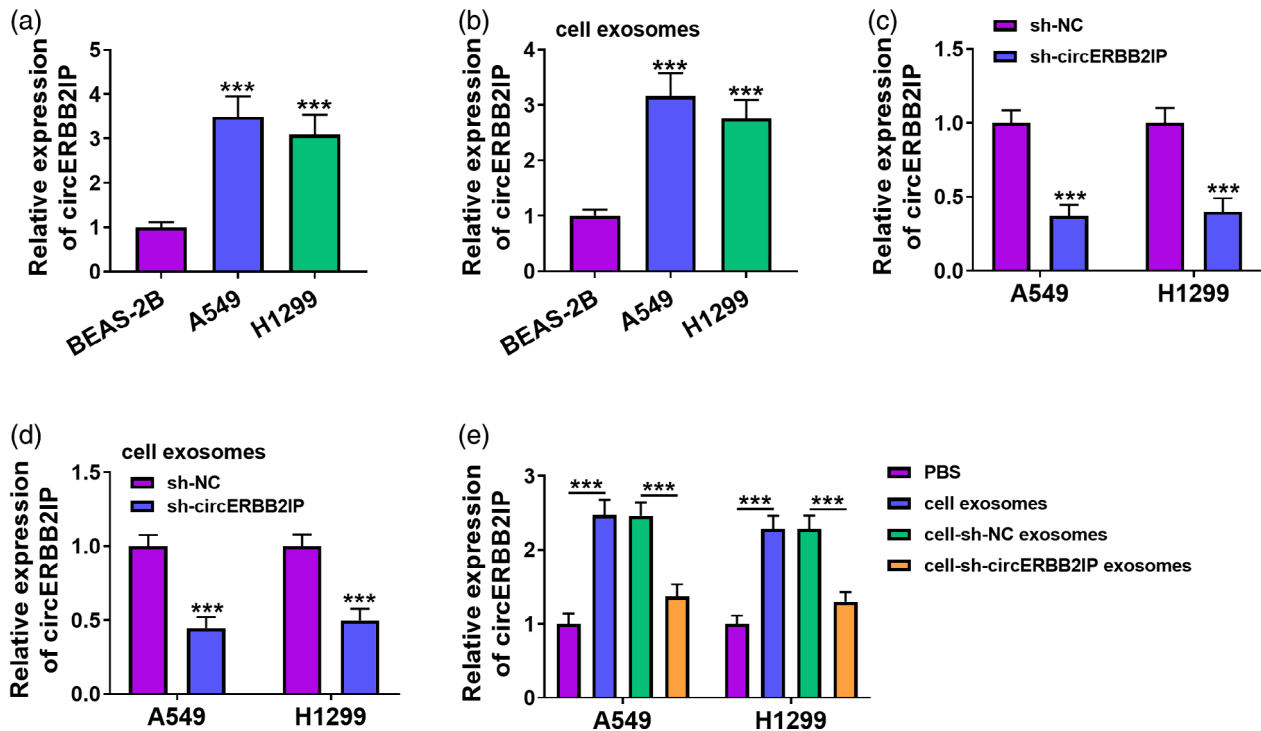 (a)
Relative expression
of circERBB2IP
5
4
3
2
1
0
***
***
BEAS-2B
A549
H1299
(b)
cell exosomes
Relative expression
of circERBB2IP
4
3
2
1
0
***
***
BEAS-2B
A549
H1299
(c)
sh-NC
sh-circERBB2IP
Relative expression
of circERBB2IP
1.5
1.0
0.5
0.0
***
***
A549
H1299
(d)
cell exosomes
sh-NC
sh-circERBB2IP
Relative expression
of circERBB2IP
1.5
1.0
0.5
0.0
***
***
A549
H1299
(e)
Relative expression
of circERBB2IP
3
2
1
0
***
***
***
***
A549
H1299
PBS
cell exosomes
cell-sh-NC exosomes
cell-sh-circERBB2IP exosomes